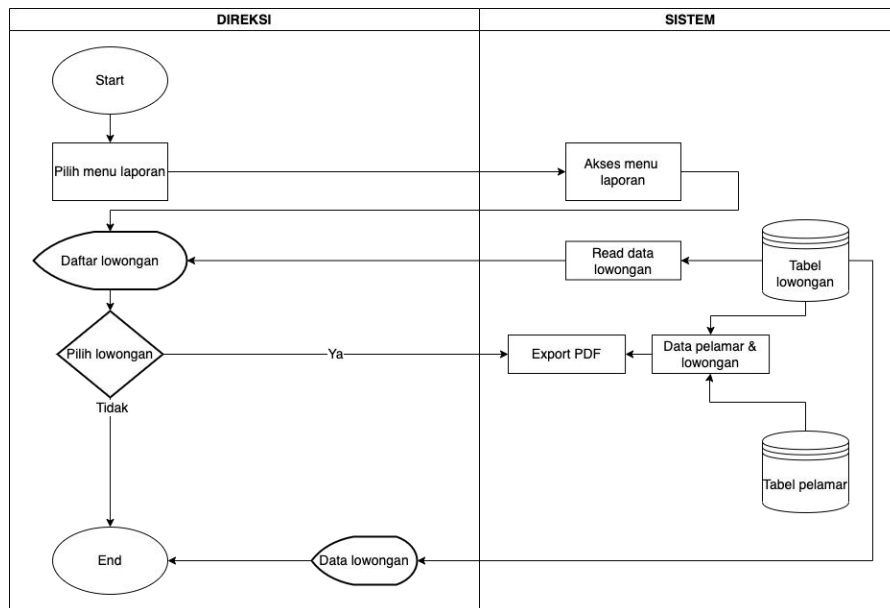 DIREKSI
SISTEM
Start
Pilih menu laporan
Akses menu
laporan
Daftar lowongan
Read data
lowongan
Tabel
lowongan
Pilih lowongan
Ya
Export PDF
Data pelamar &
lowongan
Tidak
Tabel pelamar
End
Data lowongan